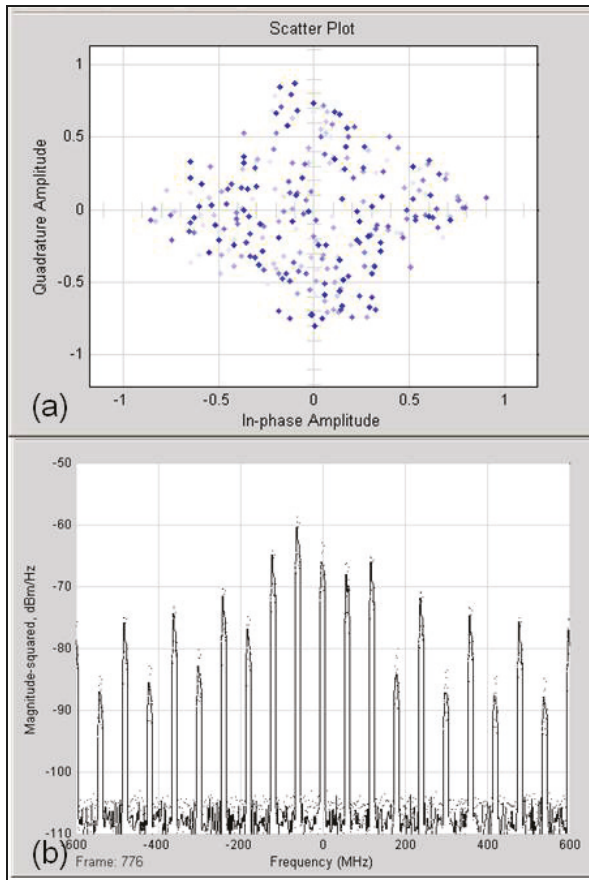 Scatter Plot
1
0.5
0
-0.5
-1
Quadrature Amplitude
-1 -0.5 0 0.5 1
In-phase Amplitude
(a)
-50
-60
-70
-80
-90
-100
-110
Magnitude-squared, dBm/Hz
-600 -400 -200 0 200 400 600
Frame: 776
Frequency (MHz)
(b)